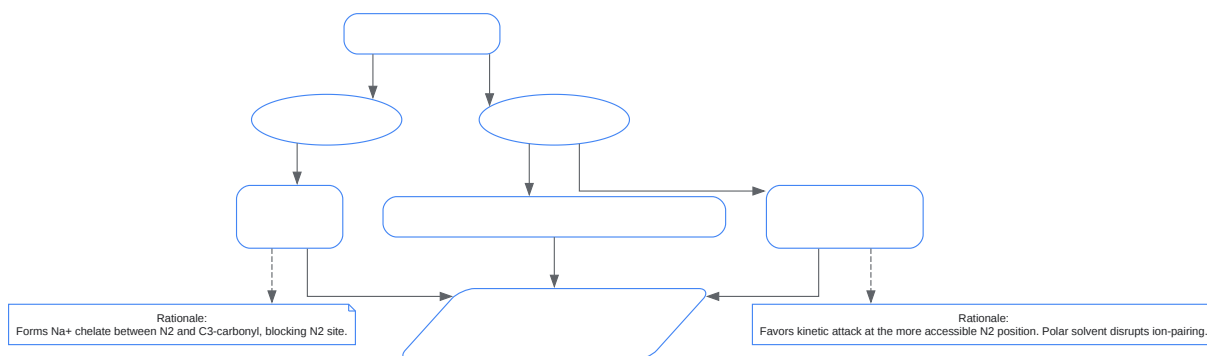 Rationale:
Forms Na+ chelate between N2 and C3-carbonyl, blocking N2 site.
Rationale:
Favors kinetic attack at the more accessible N2 position. Polar solvent disrupts ion-pairing.